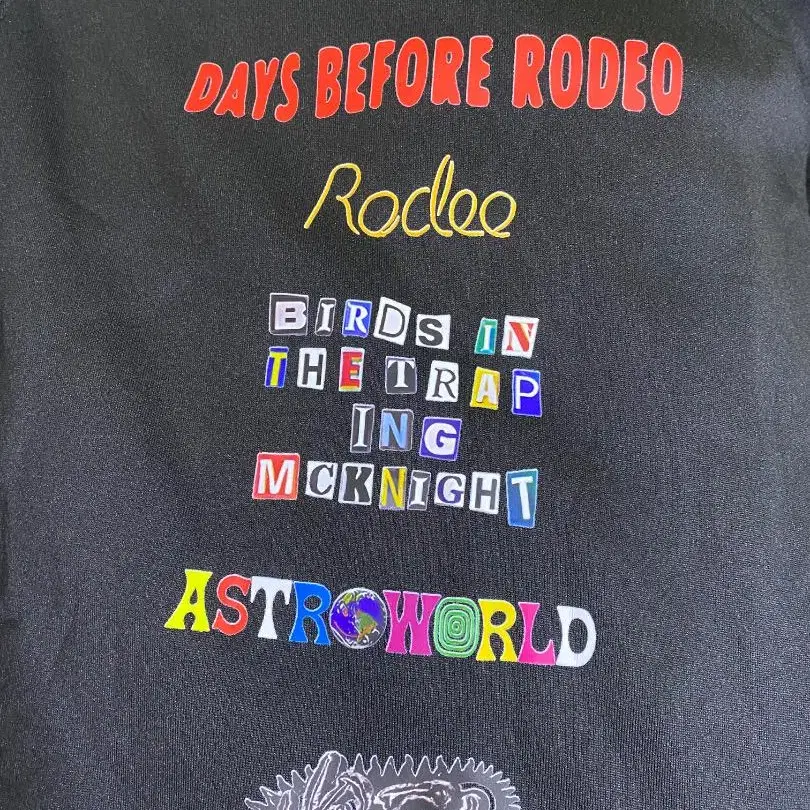 DAYS BEFORE RODEO
Rodeo
BIRDS IN
THE TRAP
ING
MCKNIGHT
ASTROWORLD